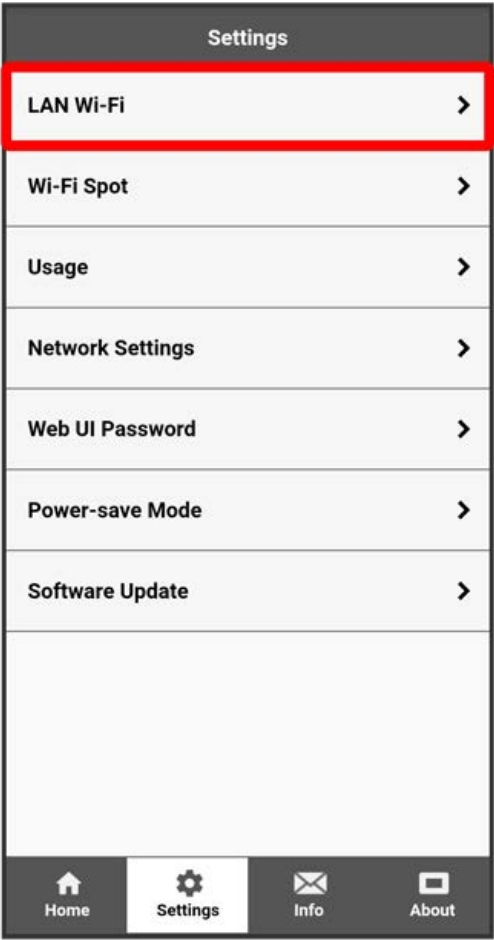 Settings
LAN Wi-Fi
Wi-Fi Spot
Usage
Network Settings
Web UI Password
Power-save Mode
Software Update
Home Settings Info About